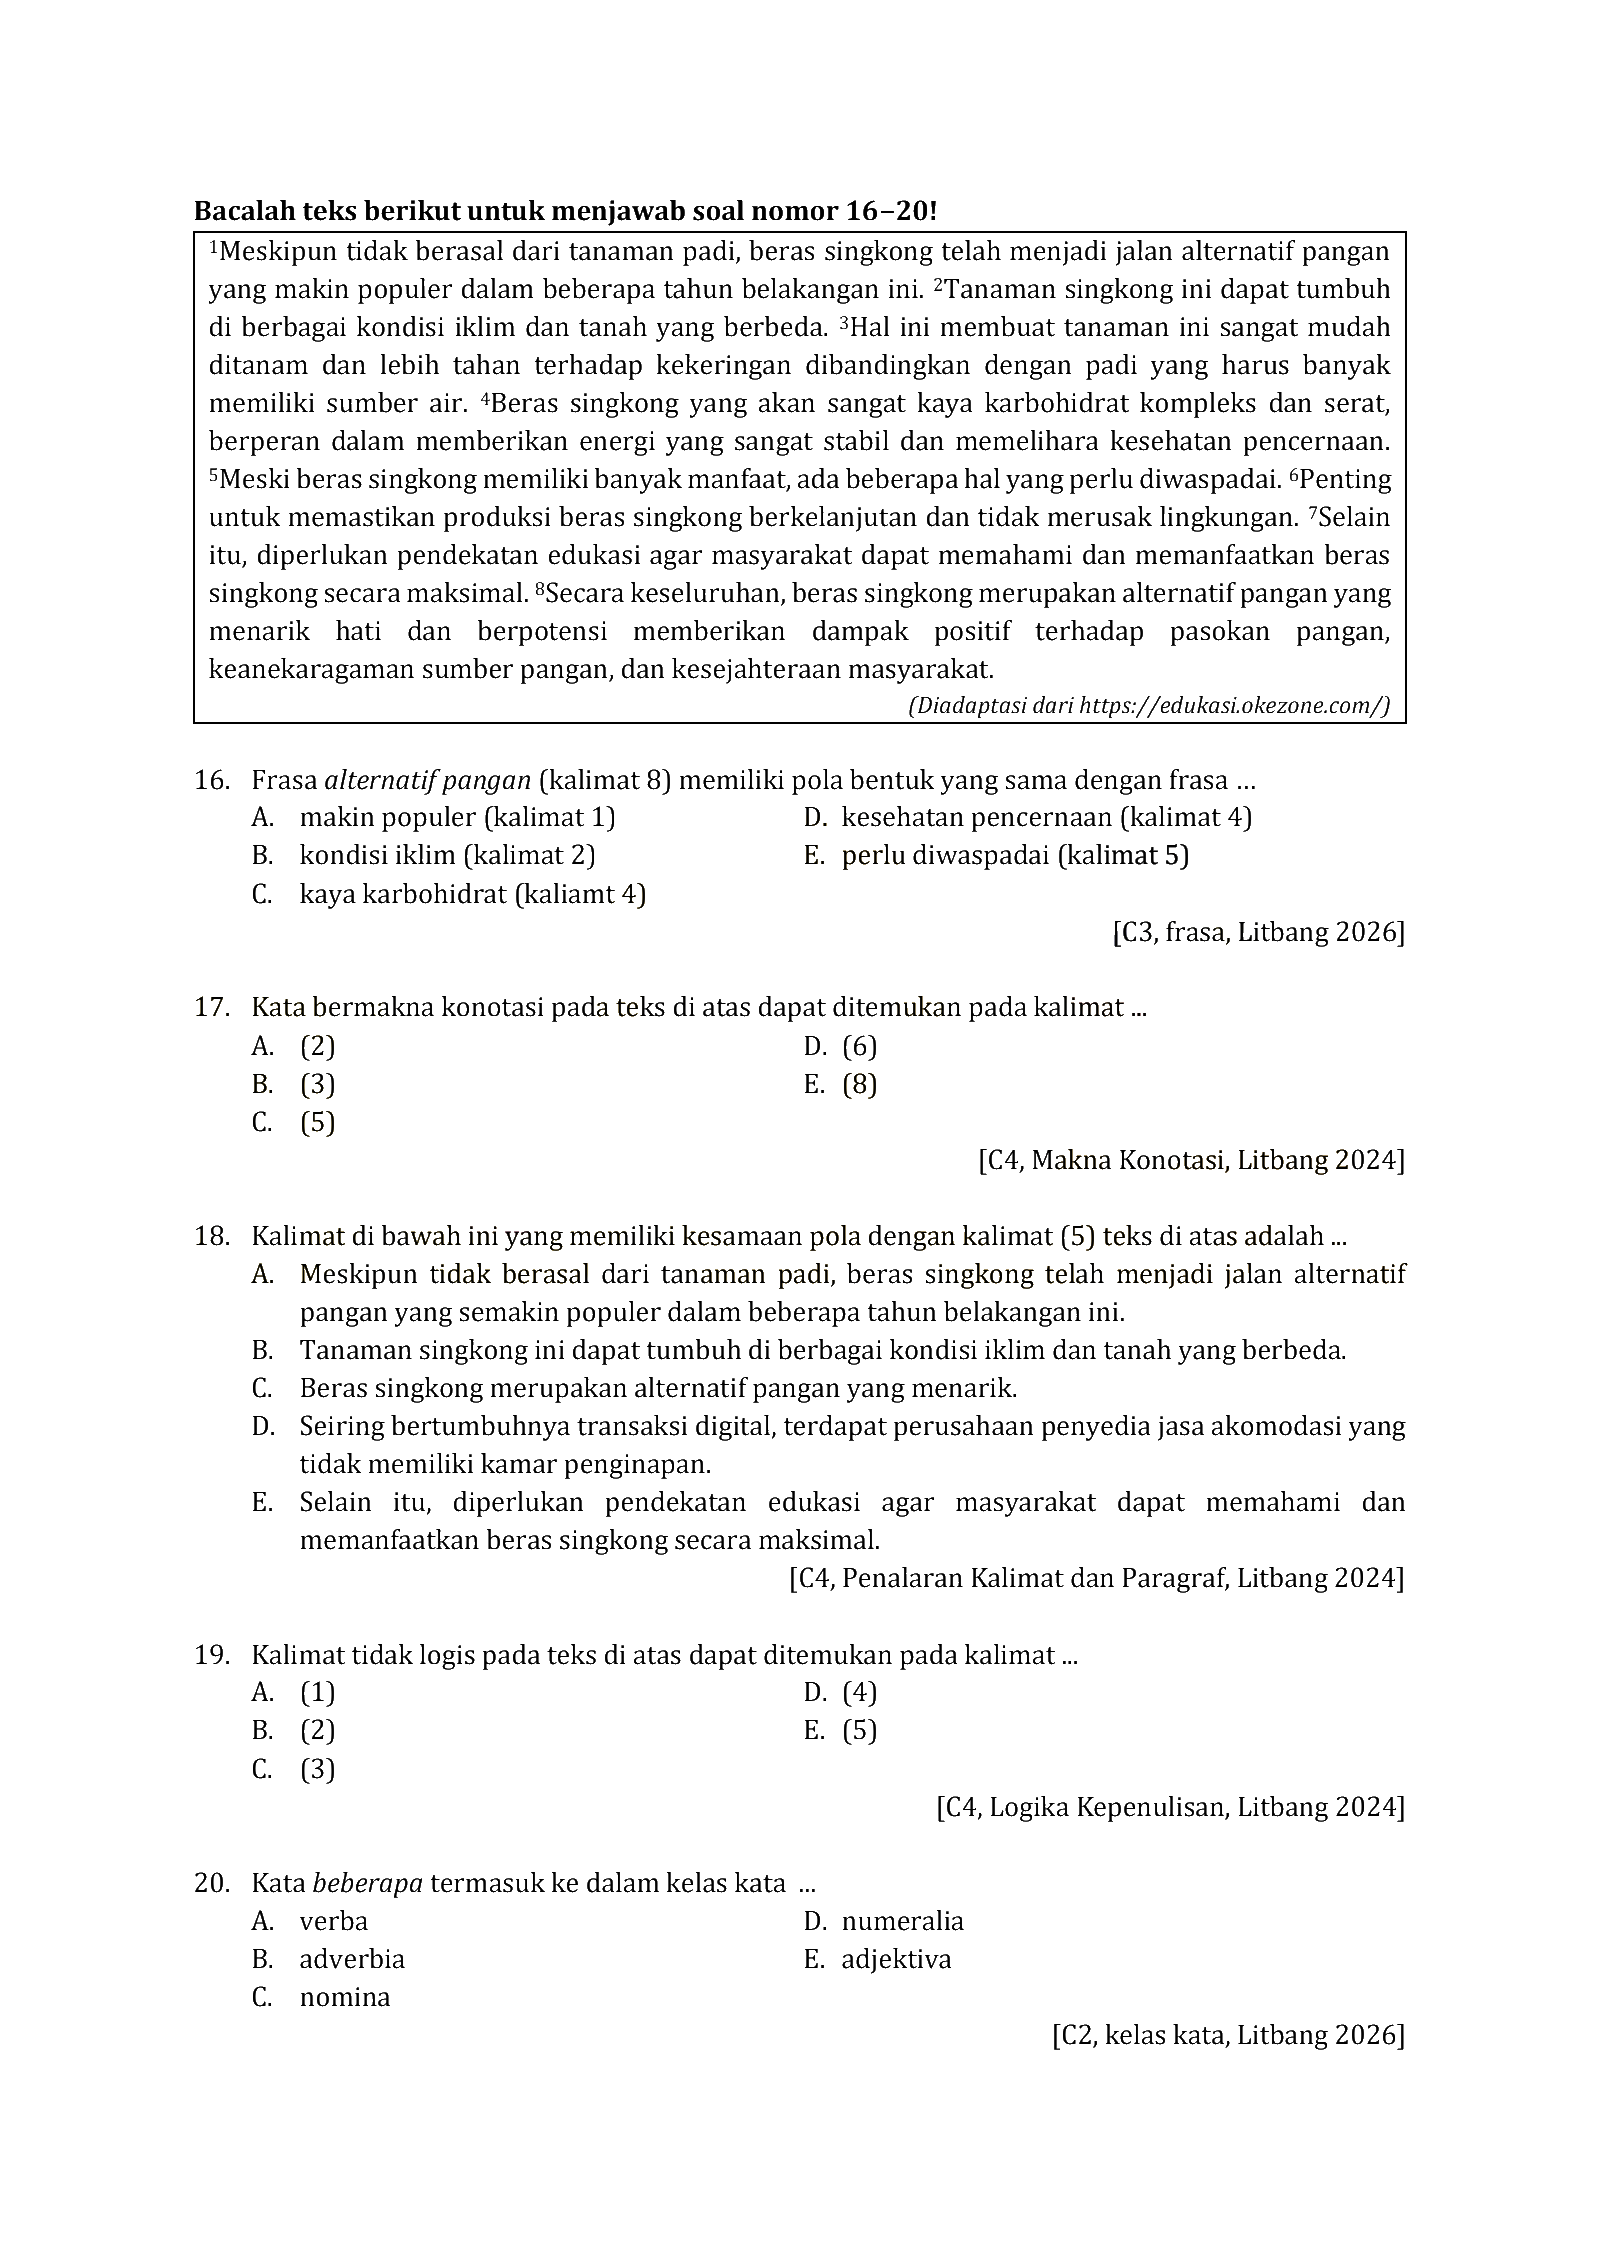 Bacalah teks berikut untuk menjawab soal nomor 16–20!
¹Meskipun tidak berasal dari tanaman padi, beras singkong telah menjadi jalan alternatif pangan
yang makin populer dalam beberapa tahun belakangan ini. ²Tanaman singkong ini dapat tumbuh
di berbagai kondisi iklim dan tanah yang berbeda. ³Hal ini membuat tanaman ini sangat mudah
ditanam dan lebih tahan terhadap kekeringan dibandingkan dengan padi yang harus banyak
memiliki sumber air. ⁴Beras singkong yang akan sangat kaya karbohidrat kompleks dan serat,
berperan dalam memberikan energi yang sangat stabil dan memelihara kesehatan pencernaan.
⁵Meski beras singkong memiliki banyak manfaat, ada beberapa hal yang perlu diwaspadai. ⁶Penting
untuk memastikan produksi beras singkong berkelanjutan dan tidak merusak lingkungan. ⁷Selain
itu, diperlukan pendekatan edukasi agar masyarakat dapat memahami dan memanfaatkan beras
singkong secara maksimal. ⁸Secara keseluruhan, beras singkong merupakan alternatif pangan yang
menarik hati dan berpotensi memberikan dampak positif terhadap pasokan pangan,
keanekaragaman sumber pangan, dan kesejahteraan masyarakat.
(Diadaptasi dari https://edukasi.okezone.com/)
16. Frasa alternatif pangan (kalimat 8) memiliki pola bentuk yang sama dengan frasa ...
A. makin populer (kalimat 1) D. kesehatan pencernaan (kalimat 4)
B. kondisi iklim (kalimat 2) E. perlu diwaspadai (kalimat 5)
C. kaya karbohidrat (kaliamt 4)
[C3, frasa, Litbang 2026]
17. Kata bermakna konotasi pada teks di atas dapat ditemukan pada kalimat ...
A. (2) D. (6)
B. (3) E. (8)
C. (5)
[C4, Makna Konotasi, Litbang 2024]
18. Kalimat di bawah ini yang memiliki kesamaan pola dengan kalimat (5) teks di atas adalah ...
A. Meskipun tidak berasal dari tanaman padi, beras singkong telah menjadi jalan alternatif
pangan yang semakin populer dalam beberapa tahun belakangan ini.
B. Tanaman singkong ini dapat tumbuh di berbagai kondisi iklim dan tanah yang berbeda.
C. Beras singkong merupakan alternatif pangan yang menarik.
D. Seiring bertumbuhnya transaksi digital, terdapat perusahaan penyedia jasa akomodasi yang
tidak memiliki kamar penginapan.
E. Selain itu, diperlukan pendekatan edukasi agar masyarakat dapat memahami dan
memanfaatkan beras singkong secara maksimal.
[C4, Penalaran Kalimat dan Paragraf, Litbang 2024]
19. Kalimat tidak logis pada teks di atas dapat ditemukan pada kalimat ...
A. (1) D. (4)
B. (2) E. (5)
C. (3)
[C4, Logika Kepenulisan, Litbang 2024]
20. Kata beberapa termasuk ke dalam kelas kata ...
A. verba D. numeralia
B. adverbia E. adjektiva
C. nomina
[C2, kelas kata, Litbang 2026]